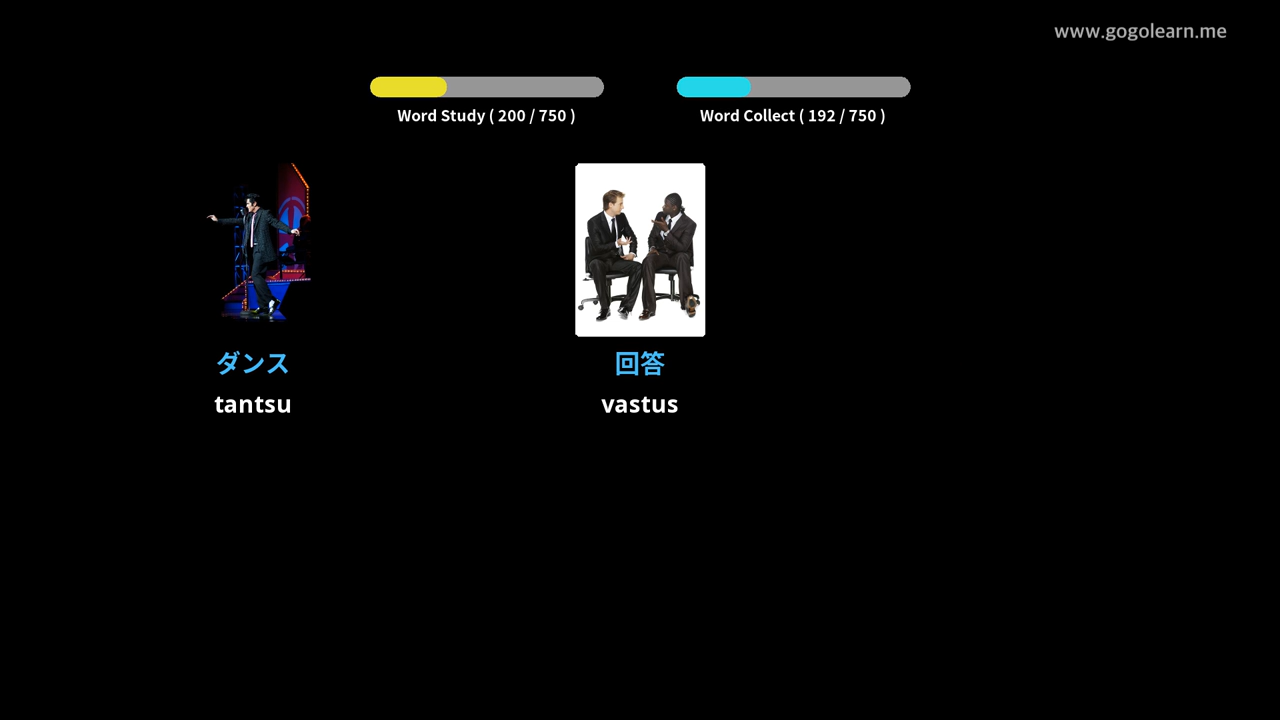 www.gogolearn.me
Word Study ( 200 / 750 )
Word Collect ( 192 / 750 )
ダンス
回答
tantsu
vastus